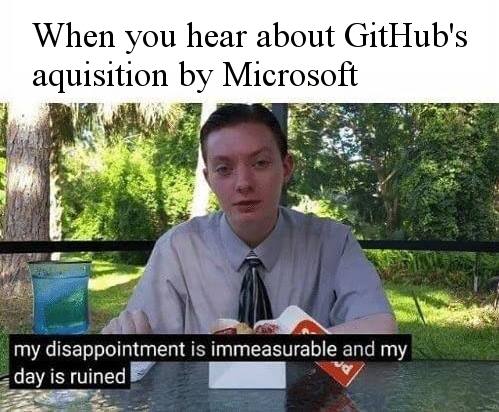 When you hear about GitHub's
aquisition by Microsoft
my disappointment is immeasurable and my
day is ruined